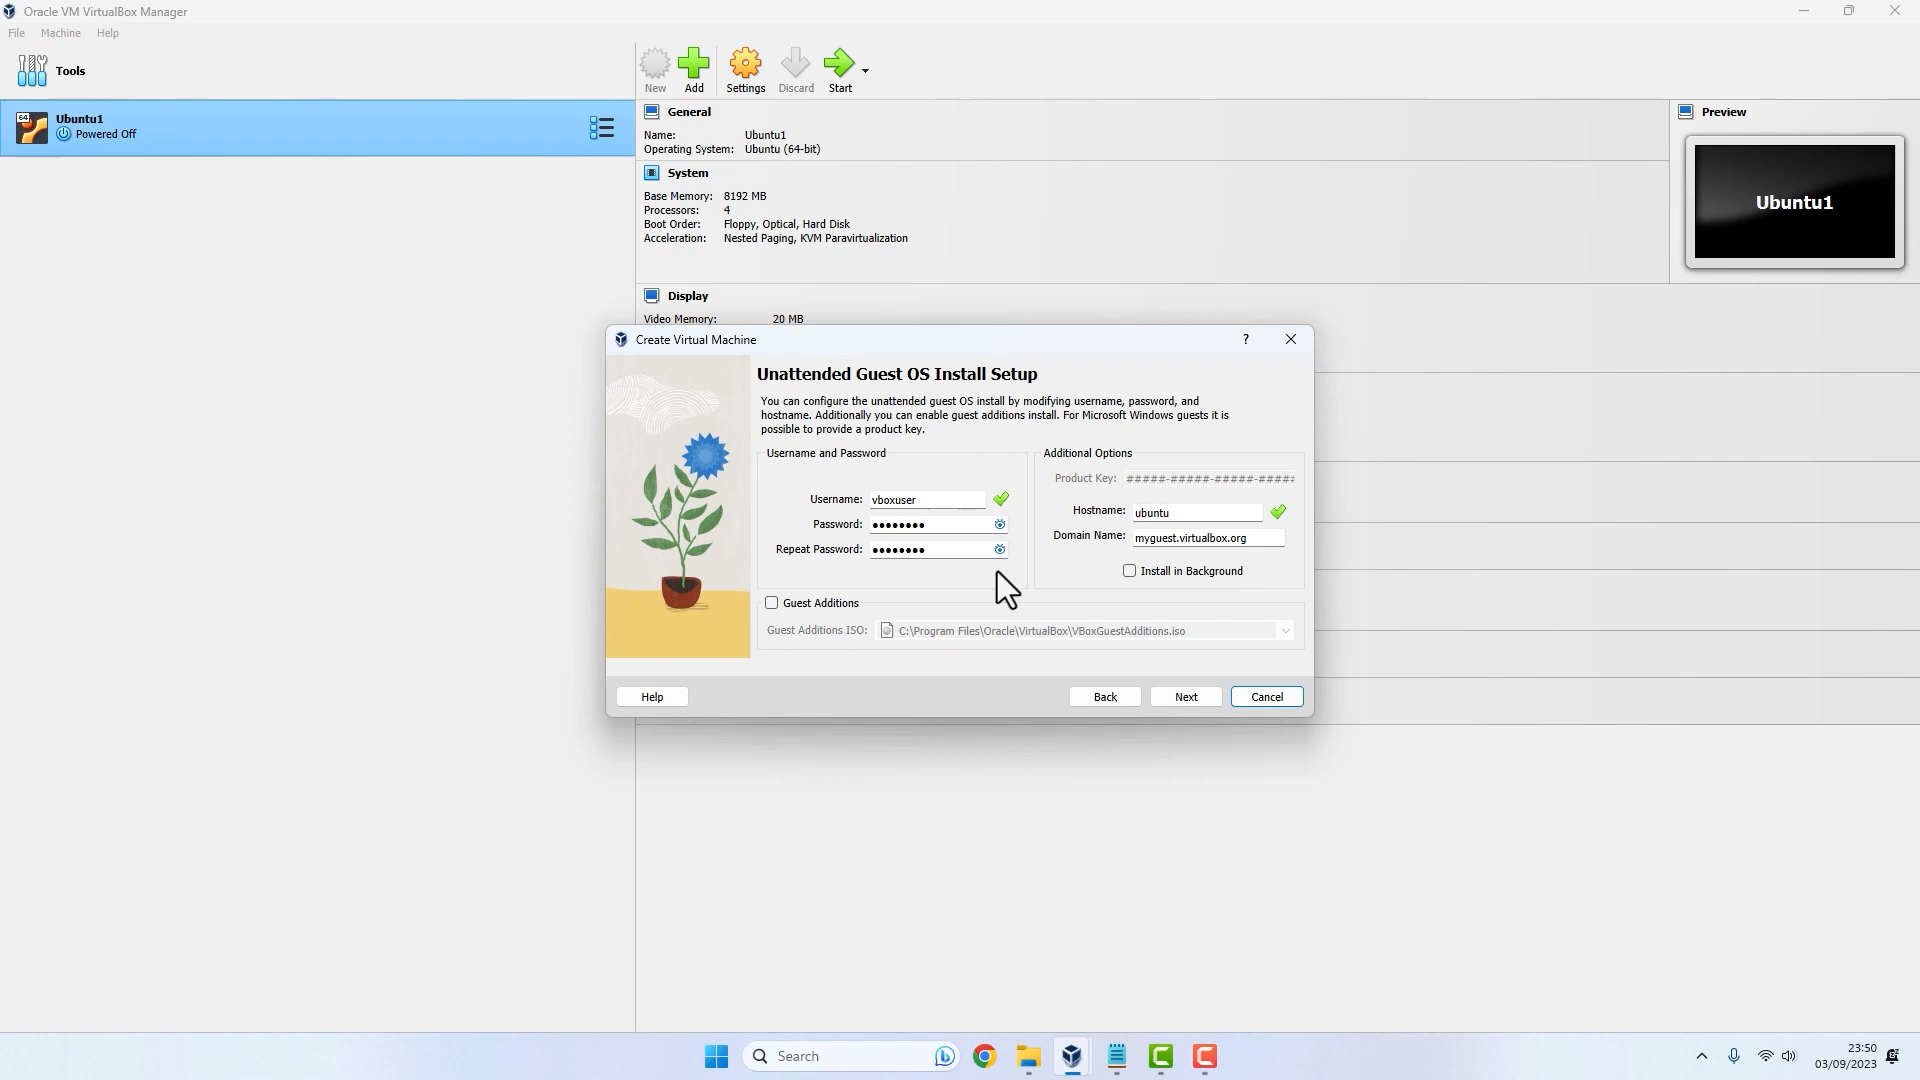 Oracle VM VirtualBox Manager
File Machine Help
Tools
New Add Settings Discard Start
64
Ubuntu1
Powered Off
General
Name: Ubuntu1
Operating System: Ubuntu (64-bit)
Preview
Ubuntu1
System
Base Memory: 8192 MB
Processors: 4
Boot Order: Floppy, Optical, Hard Disk
Acceleration: Nested Paging, KVM Paravirtualization
Display
Video Memory: 20 MB
Create Virtual Machine
?
Unattended Guest OS Install Setup
You can configure the unattended guest OS install by modifying username, password, and
hostname. Additionally you can enable guest additions install. For Microsoft Windows guests it is
possible to provide a product key.
Username and Password
Username: vboxuser
Password: ●●●●●●●●
Repeat Password: ●●●●●●●●
Additional Options
Product Key: #####-#####-#####-#####
Hostname: ubuntu
Domain Name: myguest.virtualbox.org
Install in Background
Guest Additions
Guest Additions ISO: C:\Program Files\Oracle\VirtualBox\VBoxGuestAdditions.iso
Help Back Next Cancel
Search
23:50
03/09/2023